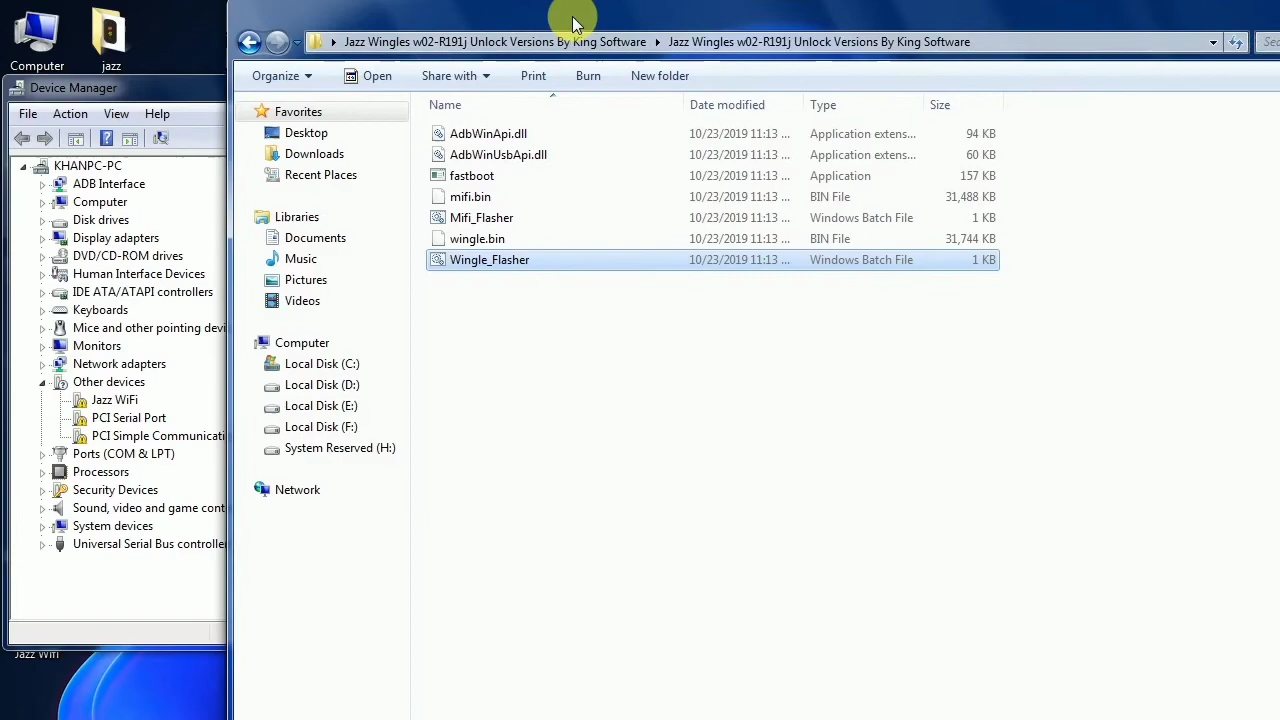 Computer
jazz
Device Manager
File Action View Help
KHANPC-PC
ADB Interface
Computer
Disk drives
Display adapters
DVD/CD-ROM drives
Human Interface Devices
IDE ATA/ATAPI controllers
Keyboards
Mice and other pointing devi
Monitors
Network adapters
Other devices
Jazz WiFi
PCI Serial Port
PCI Simple Communicati
Ports (COM & LPT)
Processors
Security Devices
Sound, video and game cont
System devices
Universal Serial Bus controlle
Jazz Wifi
Jazz Wingles w02-R191j Unlock Versions By King Software Jazz Wingles w02-R191j Unlock Versions By King Software Sea
Organize Open Share with Print Burn New folder
Favorites
Desktop
Downloads
Recent Places
Libraries
Documents
Music
Pictures
Videos
Computer
Local Disk (C:)
Local Disk (D:)
Local Disk (E:)
Local Disk (F:)
System Reserved (H:)
Network
Name Date modified Type Size
AdbWinApi.dll 10/23/2019 11:13 ... Application extens... 94 KB
AdbWinUsbApi.dll 10/23/2019 11:13 ... Application extens... 60 KB
fastboot 10/23/2019 11:13 ... Application 157 KB
mifi.bin 10/23/2019 11:13 ... BIN File 31,488 KB
Mifi_Flasher 10/23/2019 11:13 ... Windows Batch File 1 KB
wingle.bin 10/23/2019 11:13 ... BIN File 31,744 KB
Wingle_Flasher 10/23/2019 11:13 ... Windows Batch File 1 KB